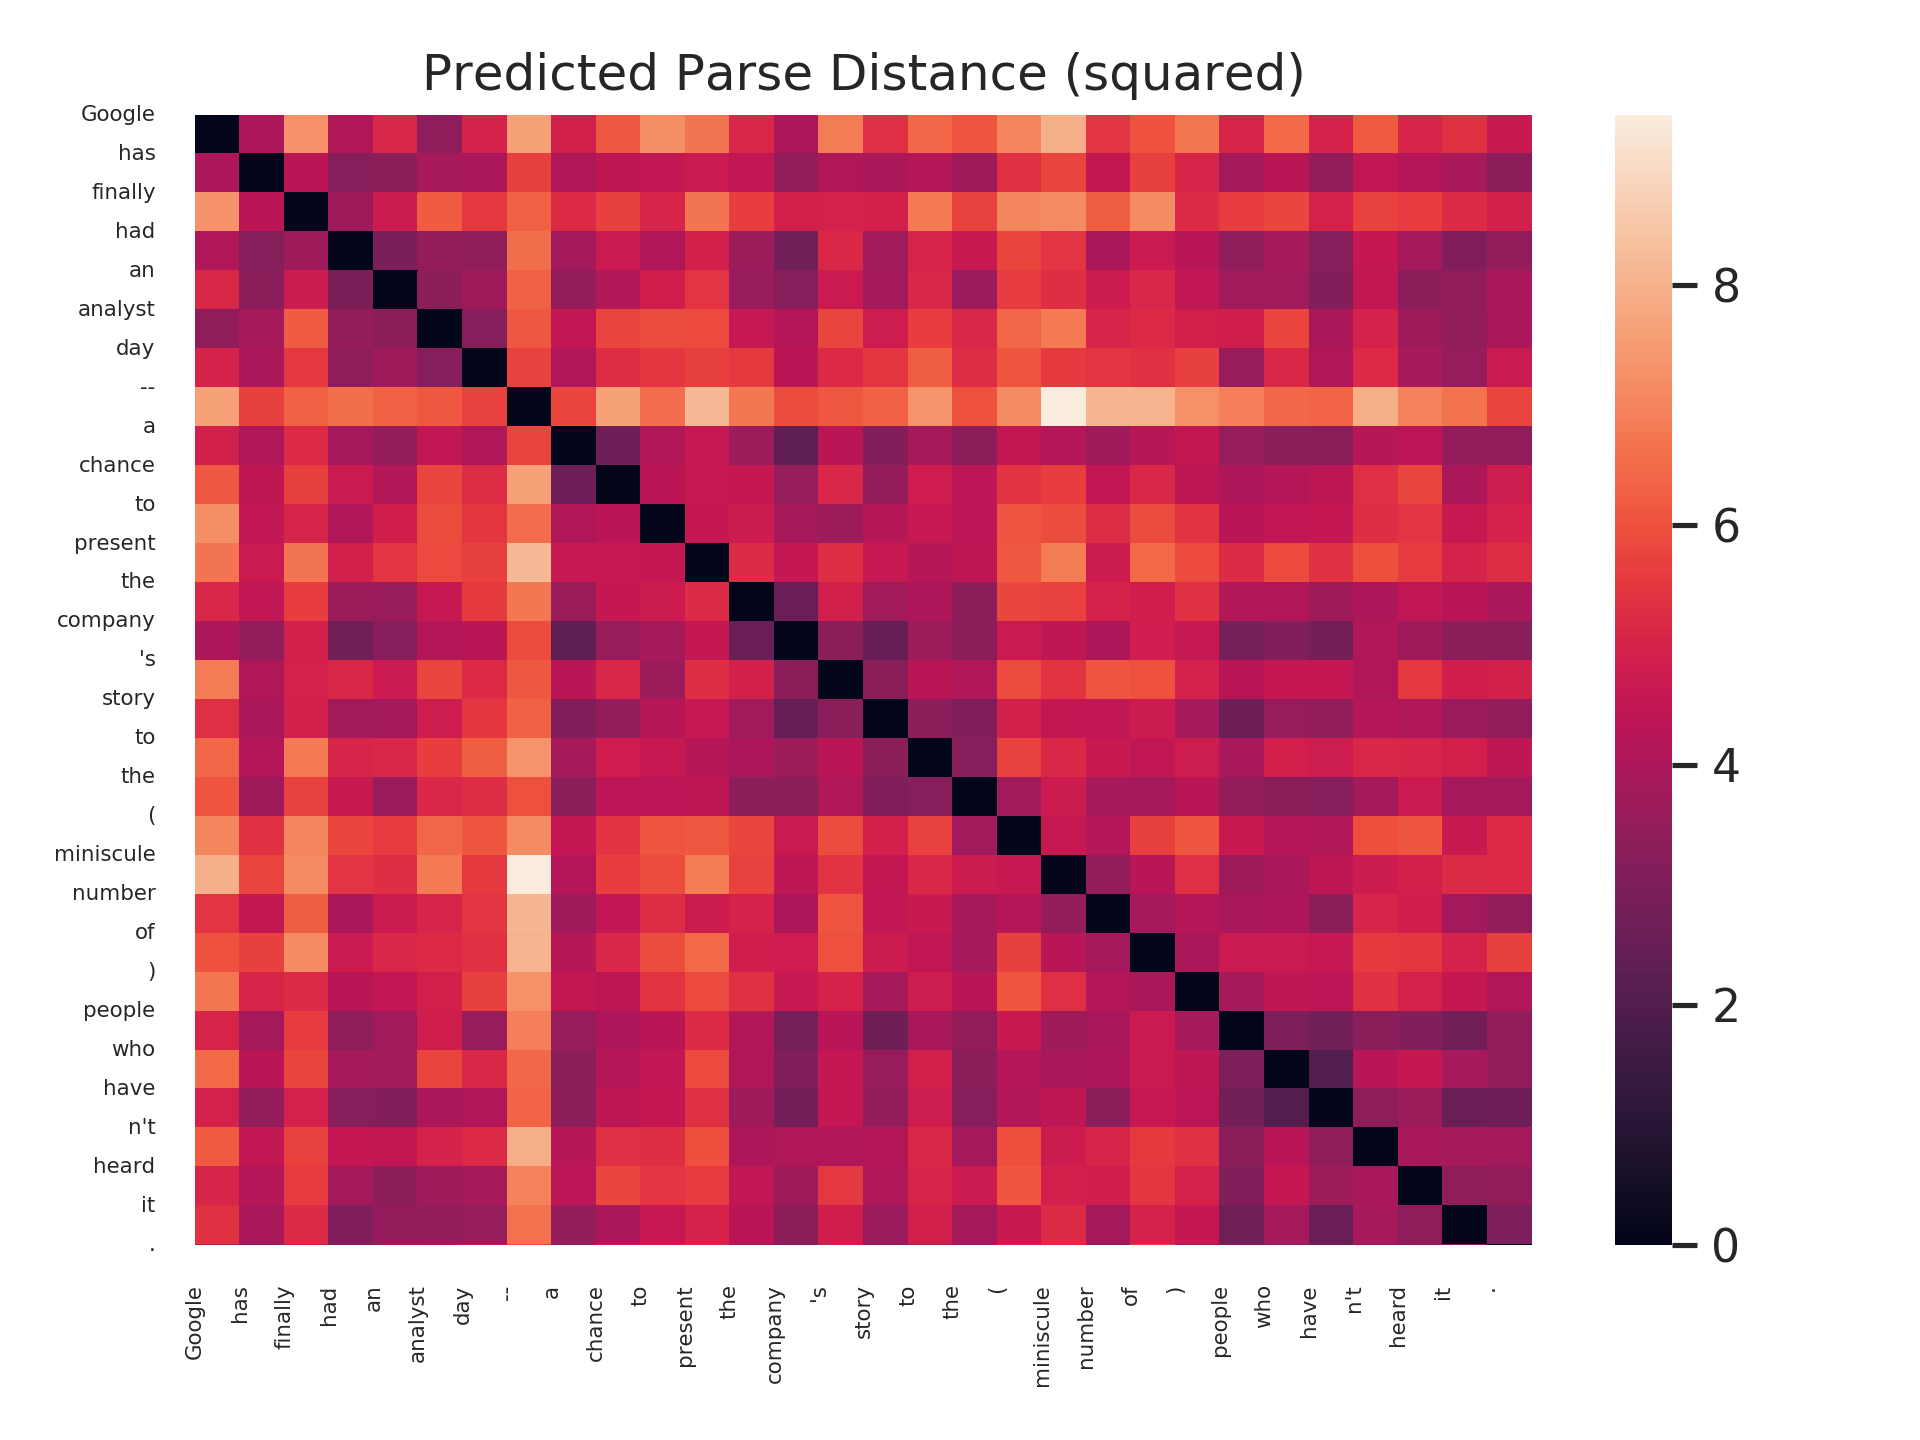 Predicted Parse Distance (squared)
Google
has
finally
had
an
analyst
day
--
a
chance
to
present
the
company
's
story
to
the
(
miniscule
number
of
)
people
who
have
n't
heard
it
.
8
6
4
2
0
Google
has
finally
had
an
analyst
day
--
a
chance
to
present
the
company
's
story
to
the
(
miniscule
number
of
)
people
who
have
n't
heard
it
.